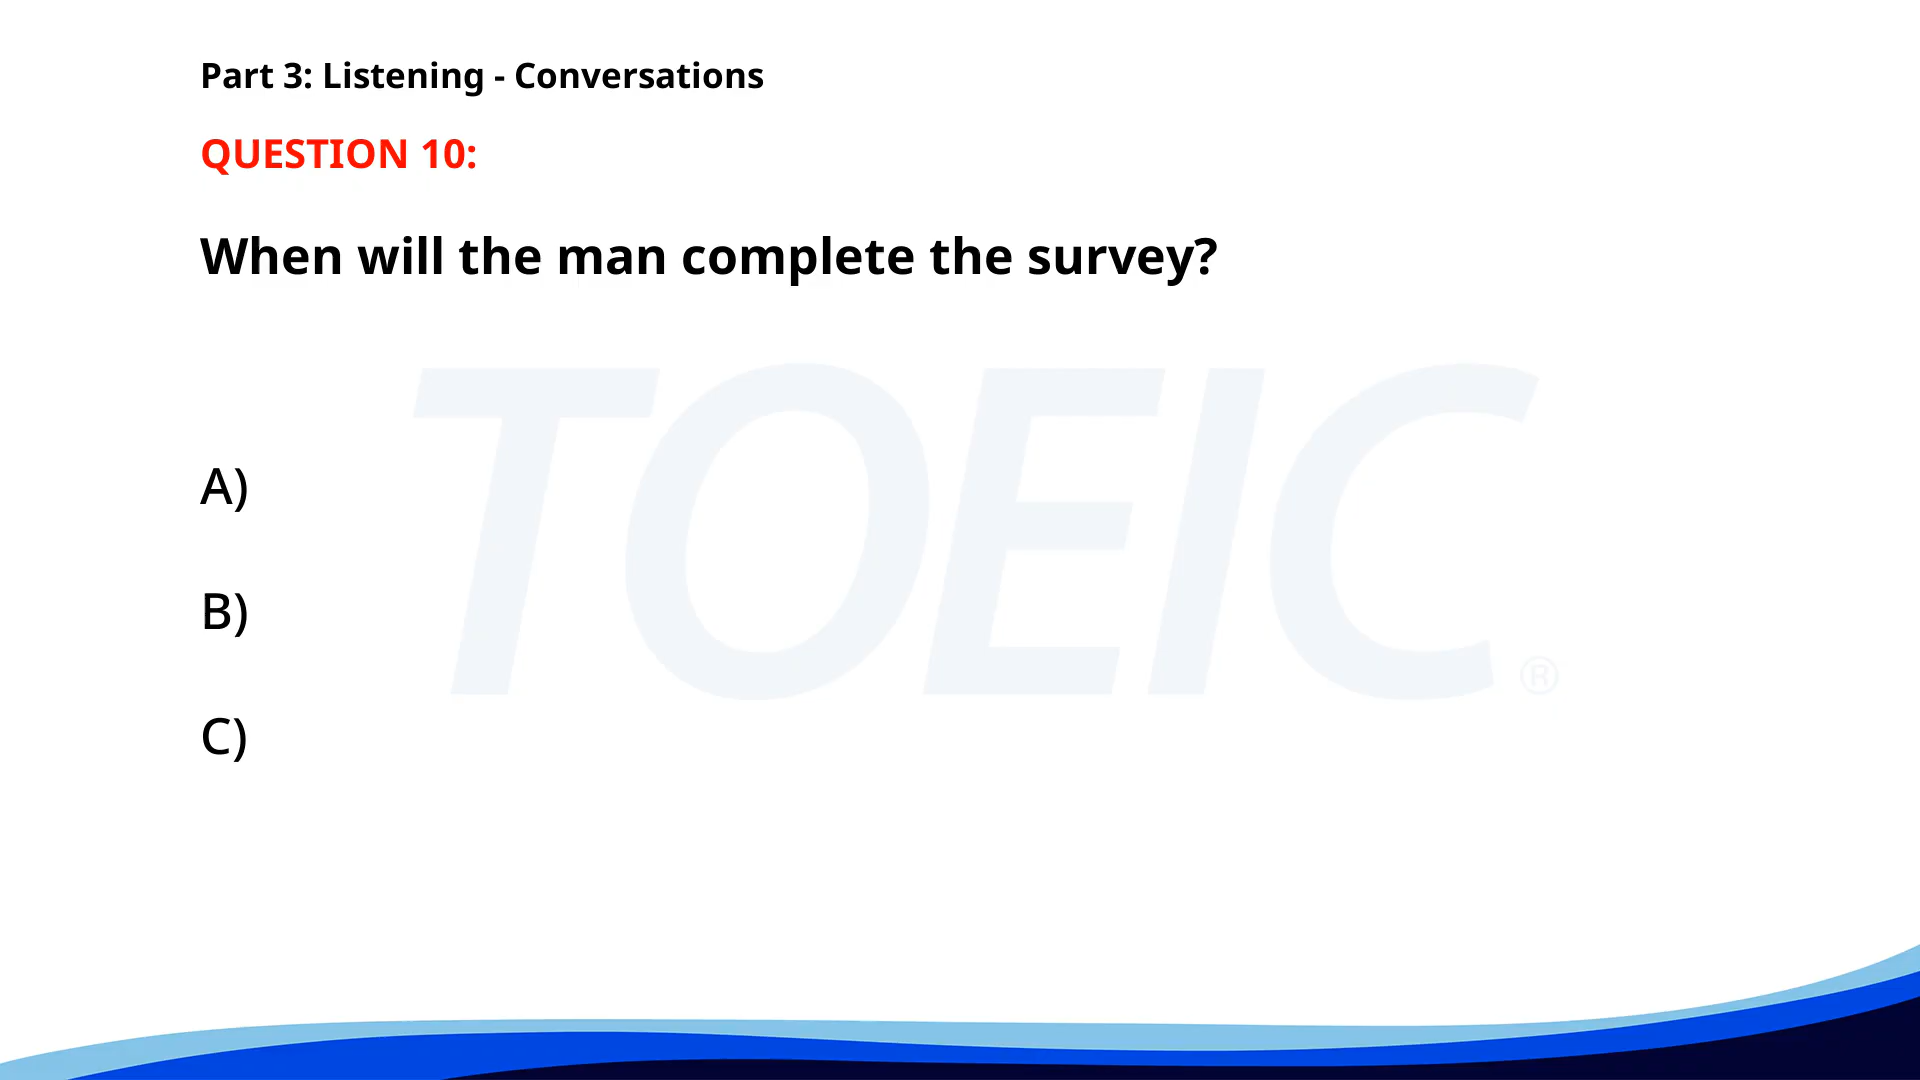 Part 3: Listening - Conversations
QUESTION 10:
When will the man complete the survey?
TOEIC®
A)
B)
C)